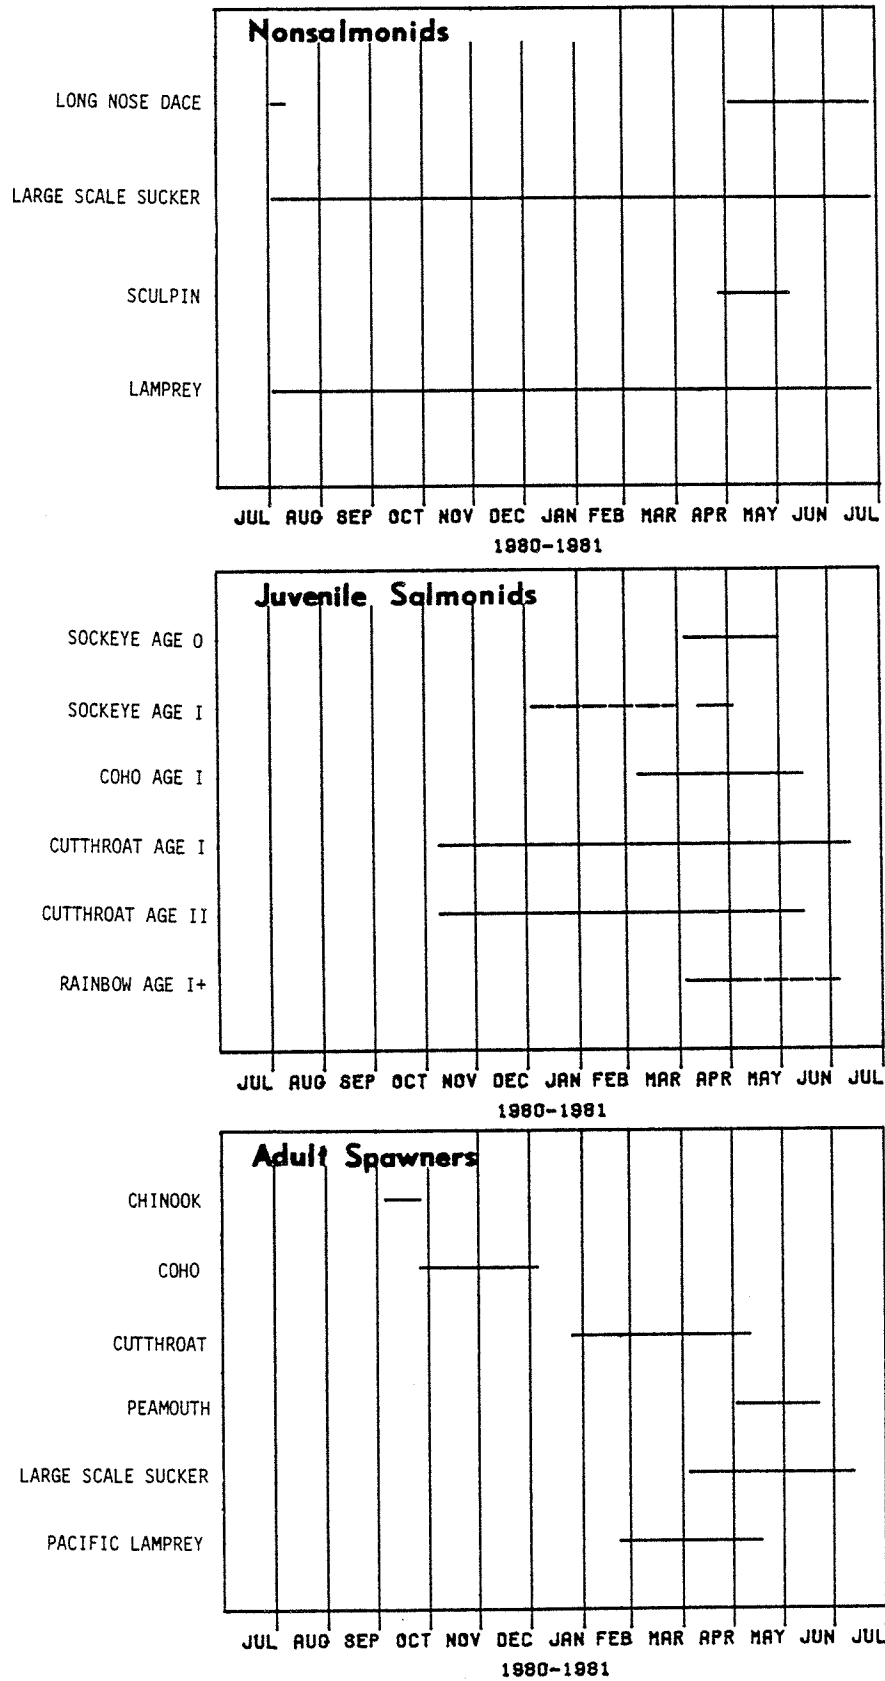 Nonsalmonids
LONG NOSE DACE
LARGE SCALE SUCKER
SCULPIN
LAMPREY
JUL AUG SEP OCT NOV DEC JAN FEB MAR APR MAY JUN JUL
1980-1981
Juvenile Salmonids
SOCKEYE AGE 0
SOCKEYE AGE I
COHO AGE I
CUTTHROAT AGE I
CUTTHROAT AGE II
RAINBOW AGE I+
JUL AUG SEP OCT NOV DEC JAN FEB MAR APR MAY JUN JUL
1980-1981
Adult Spawners
CHINOOK
COHO
CUTTHROAT
PEAMOUTH
LARGE SCALE SUCKER
PACIFIC LAMPREY
JUL AUG SEP OCT NOV DEC JAN FEB MAR APR MAY JUN JUL
1980-1981